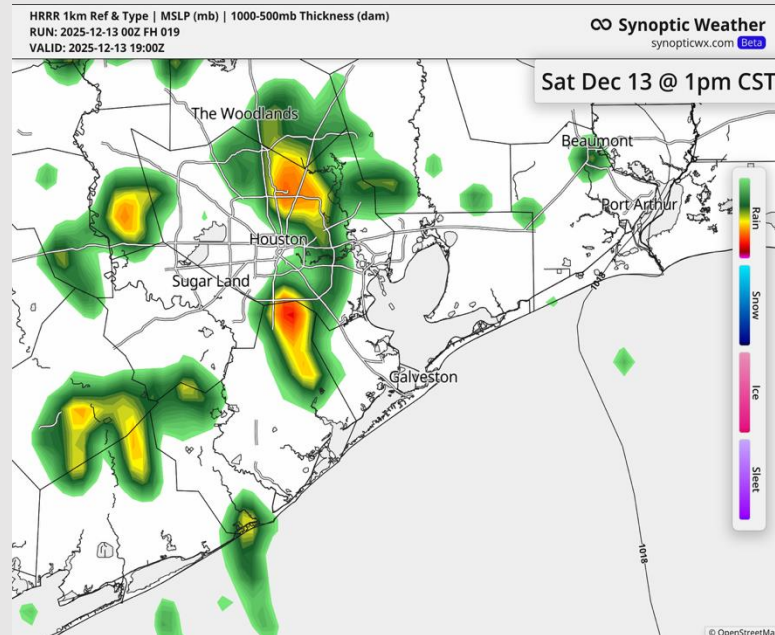 HRRR 1km Ref & Type | MSLP (mb) | 1000-500mb Thickness (dam)
RUN: 2025-12-13 00Z FH 019
VALID: 2025-12-13 19:00Z
Synoptic Weather
synopticwx.com Beta
Sat Dec 13 @ 1pm CST
The Woodlands
Beaumont
Port Arthur
Houston
Sugar Land
Galveston
Rain
Snow
Ice
Sleet
1018
1018
© OpenStreetMa